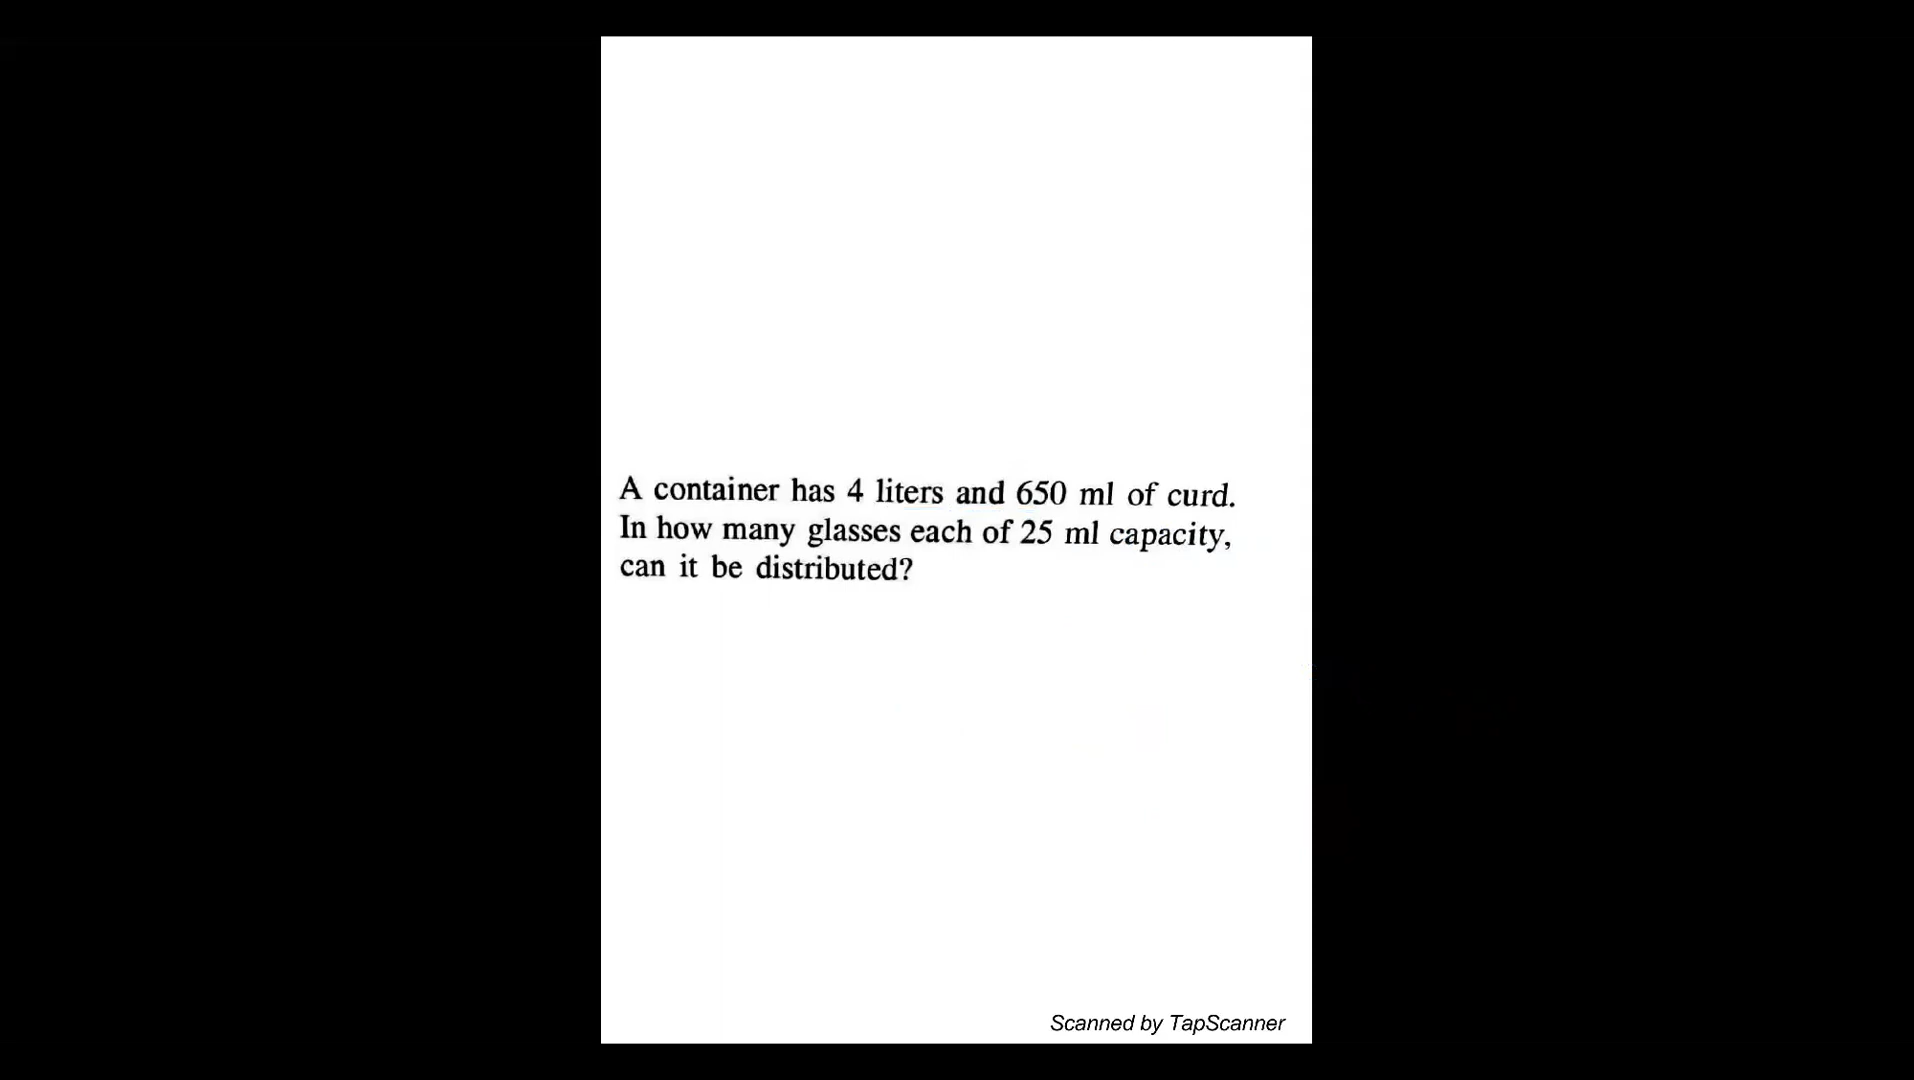 A container has 4 liters and 650 ml of curd.
In how many glasses each of 25 ml capacity,
can it be distributed?
Scanned by TapScanner